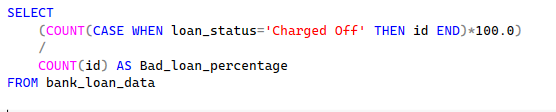 SELECT
    (COUNT(CASE WHEN loan_status='Charged Off' THEN id END)*100.0)
    /
    COUNT(id) AS Bad_loan_percentage
FROM bank_loan_data